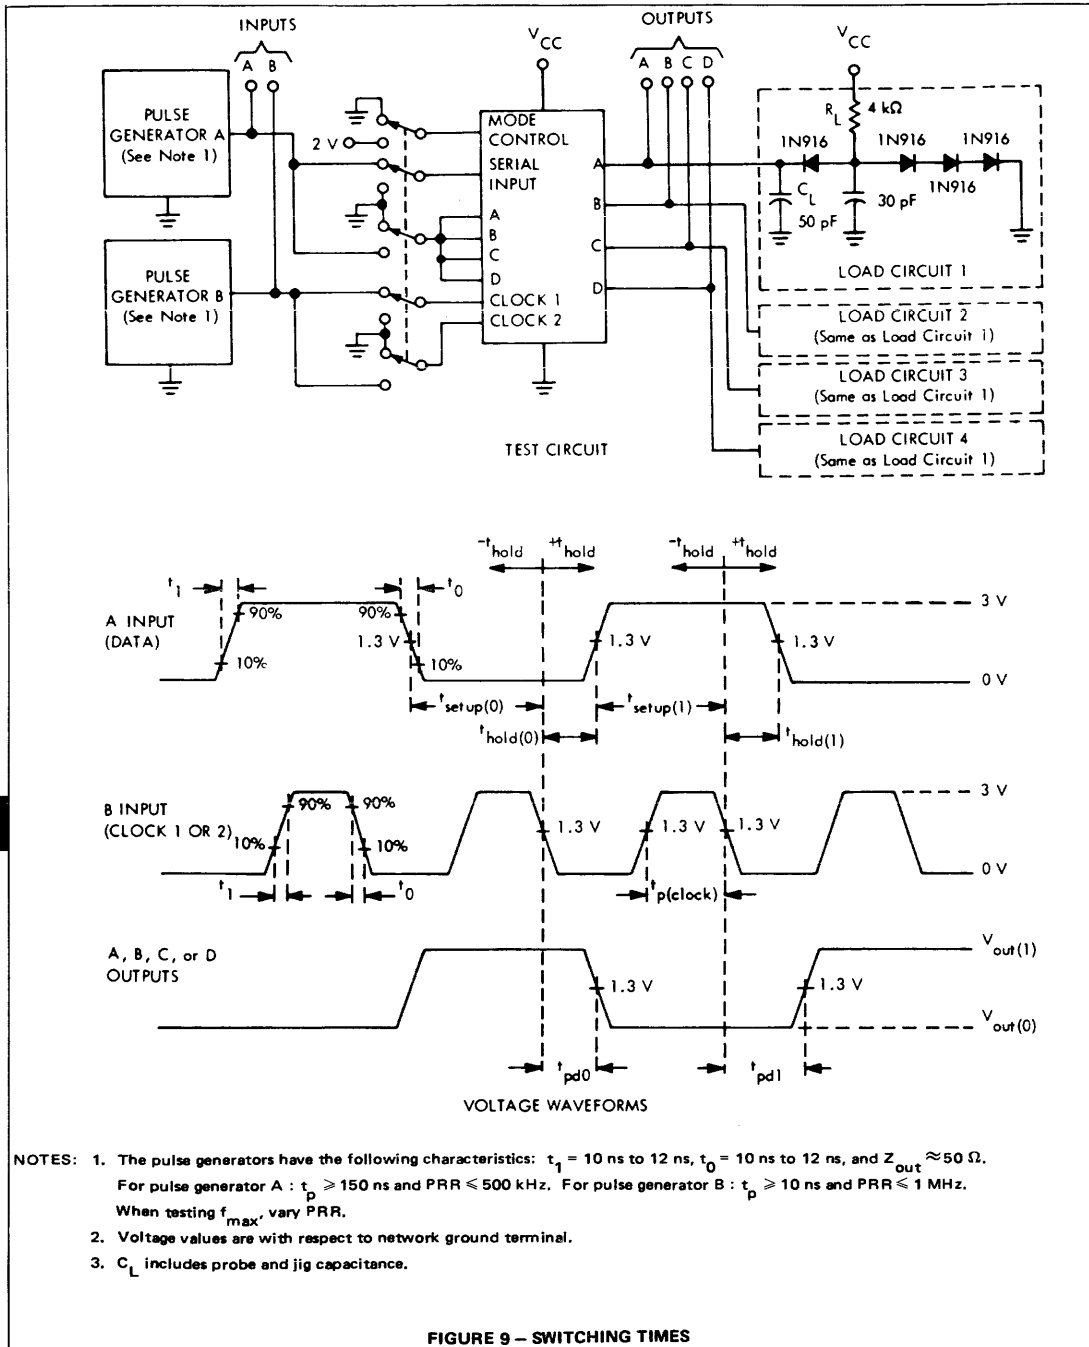 INPUTS
A B
PULSE
GENERATOR A
(See Note 1)
PULSE
GENERATOR B
(See Note 1)
2 V
VCC
MODE
CONTROL
SERIAL
INPUT
A
B
C
D
CLOCK 1
CLOCK 2
A
B
C
D
OUTPUTS
A B C D
VCC
RL 4 kΩ
1N916 1N916
1N916
CL
50 pF
30 pF
LOAD CIRCUIT 1
LOAD CIRCUIT 2
(Same as Load Circuit 1)
LOAD CIRCUIT 3
(Same as Load Circuit 1)
LOAD CIRCUIT 4
(Same as Load Circuit 1)
TEST CIRCUIT
-thold +thold -thold +thold
t1 t0
A INPUT
(DATA)
90% 90%
10% 1.3 V 10%
1.3 V 1.3 V
3 V
0 V
tsetup(0) tsetup(1)
thold(0) thold(1)
B INPUT
(CLOCK 1 OR 2)
90% 90%
10% 10%
1.3 V 1.3 V 1.3 V
3 V
0 V
t1 t0
tp(clock)
A, B, C, or D
OUTPUTS
1.3 V 1.3 V
Vout(1)
Vout(0)
tpd0 tpd1
VOLTAGE WAVEFORMS
NOTES: 1. The pulse generators have the following characteristics: t1 = 10 ns to 12 ns, t0 = 10 ns to 12 ns, and Zout ≈ 50 Ω.
For pulse generator A : tp ⩾ 150 ns and PRR ⩽ 500 kHz. For pulse generator B : tp ⩾ 10 ns and PRR ⩽ 1 MHz.
When testing fmax, vary PRR.
2. Voltage values are with respect to network ground terminal.
3. CL includes probe and jig capacitance.
FIGURE 9 – SWITCHING TIMES